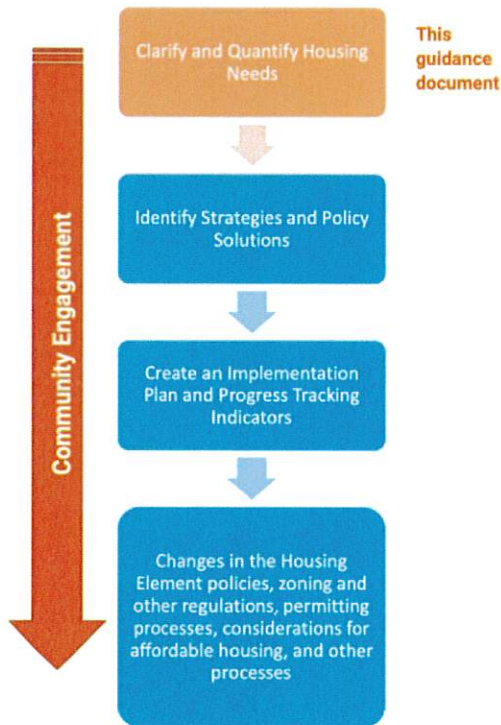 Clarify and Quantify Housing
Needs
This
guidance
document
Identify Strategies and Policy
Solutions
Community Engagement
Create an Implementation
Plan and Progress Tracking
Indicators
Changes in the Housing
Element policies, zoning and
other regulations, permitting
processes, considerations for
affordable housing, and other
processes